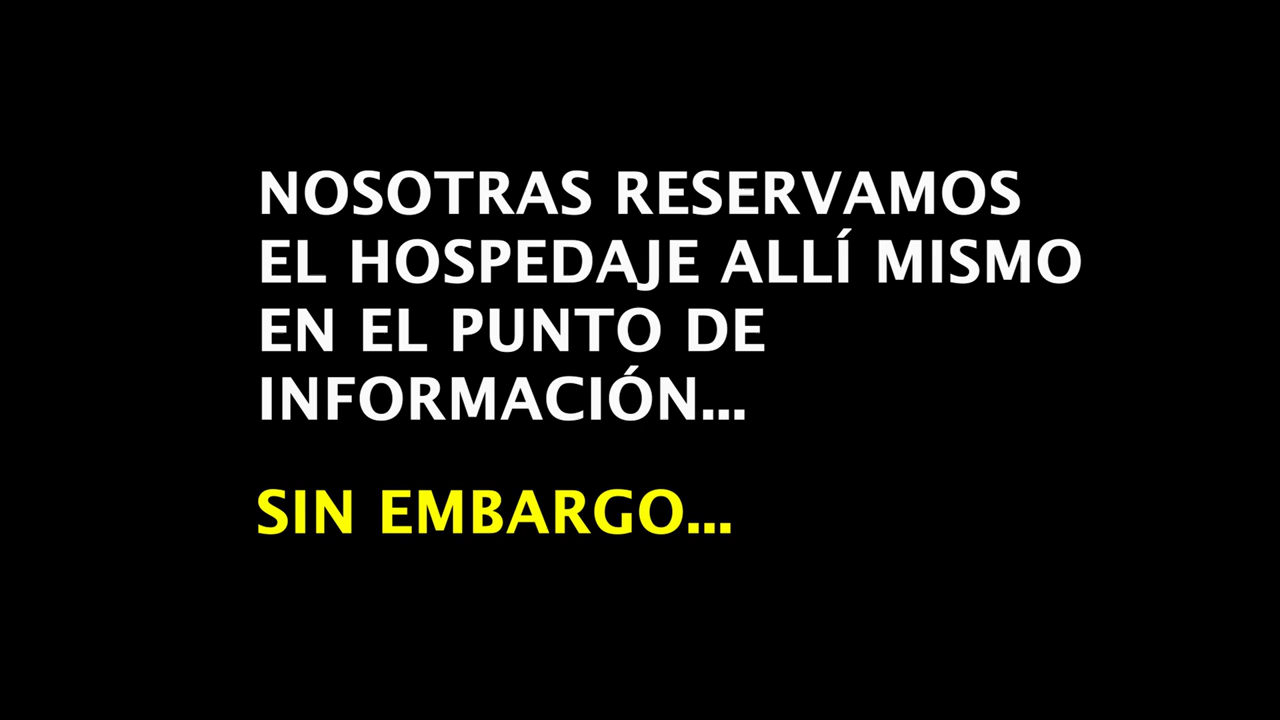 NOSOTRAS RESERVAMOS
EL HOSPEDAJE ALLÍ MISMO
EN EL PUNTO DE
INFORMACIÓN...
SIN EMBARGO...